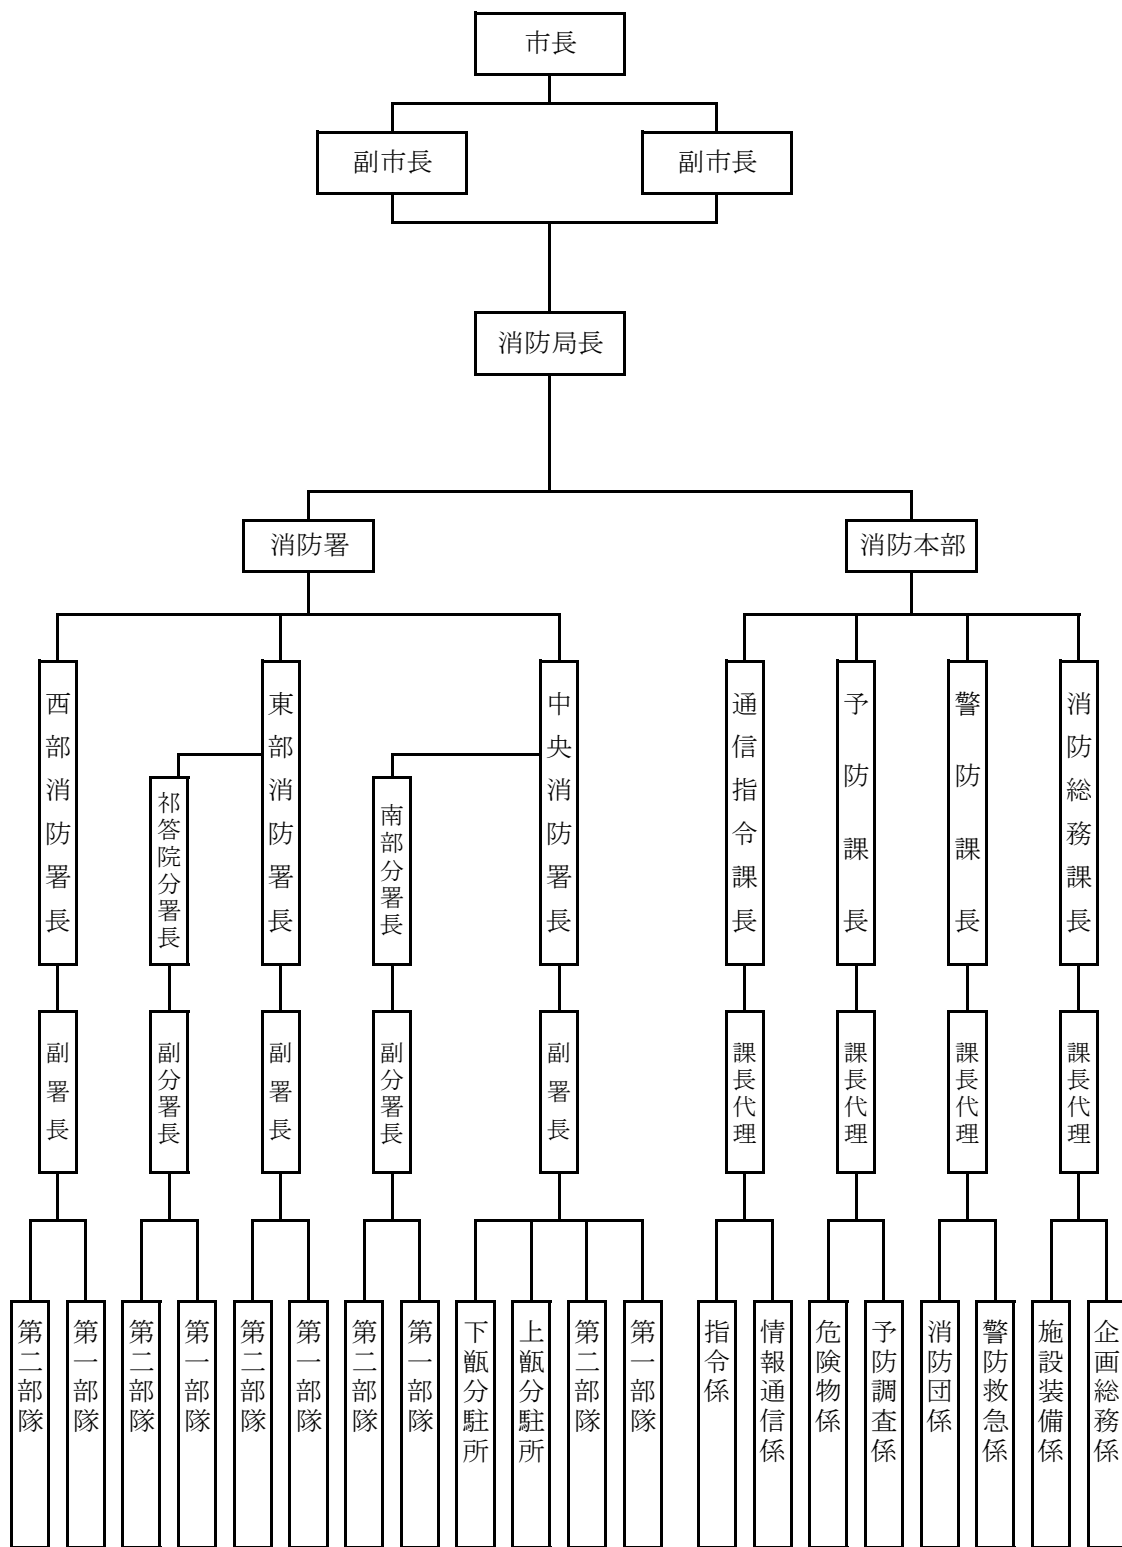 市長
副市長
副市長
消防局長
消防署
消防本部
西部消防署長
東部消防署長
中央消防署長
通信指令課長
予防課長
警防課長
消防総務課長
祁答院分署長
南部分署長
副署長
副分署長
副署長
副分署長
副署長
課長代理
課長代理
課長代理
課長代理
第二部隊
第一部隊
第二部隊
第一部隊
第二部隊
第一部隊
第二部隊
第一部隊
下甑分駐所
上甑分駐所
第二部隊
第一部隊
指令係
情報通信係
危険物係
予防調査係
消防団係
警防救急係
施設装備係
企画総務係